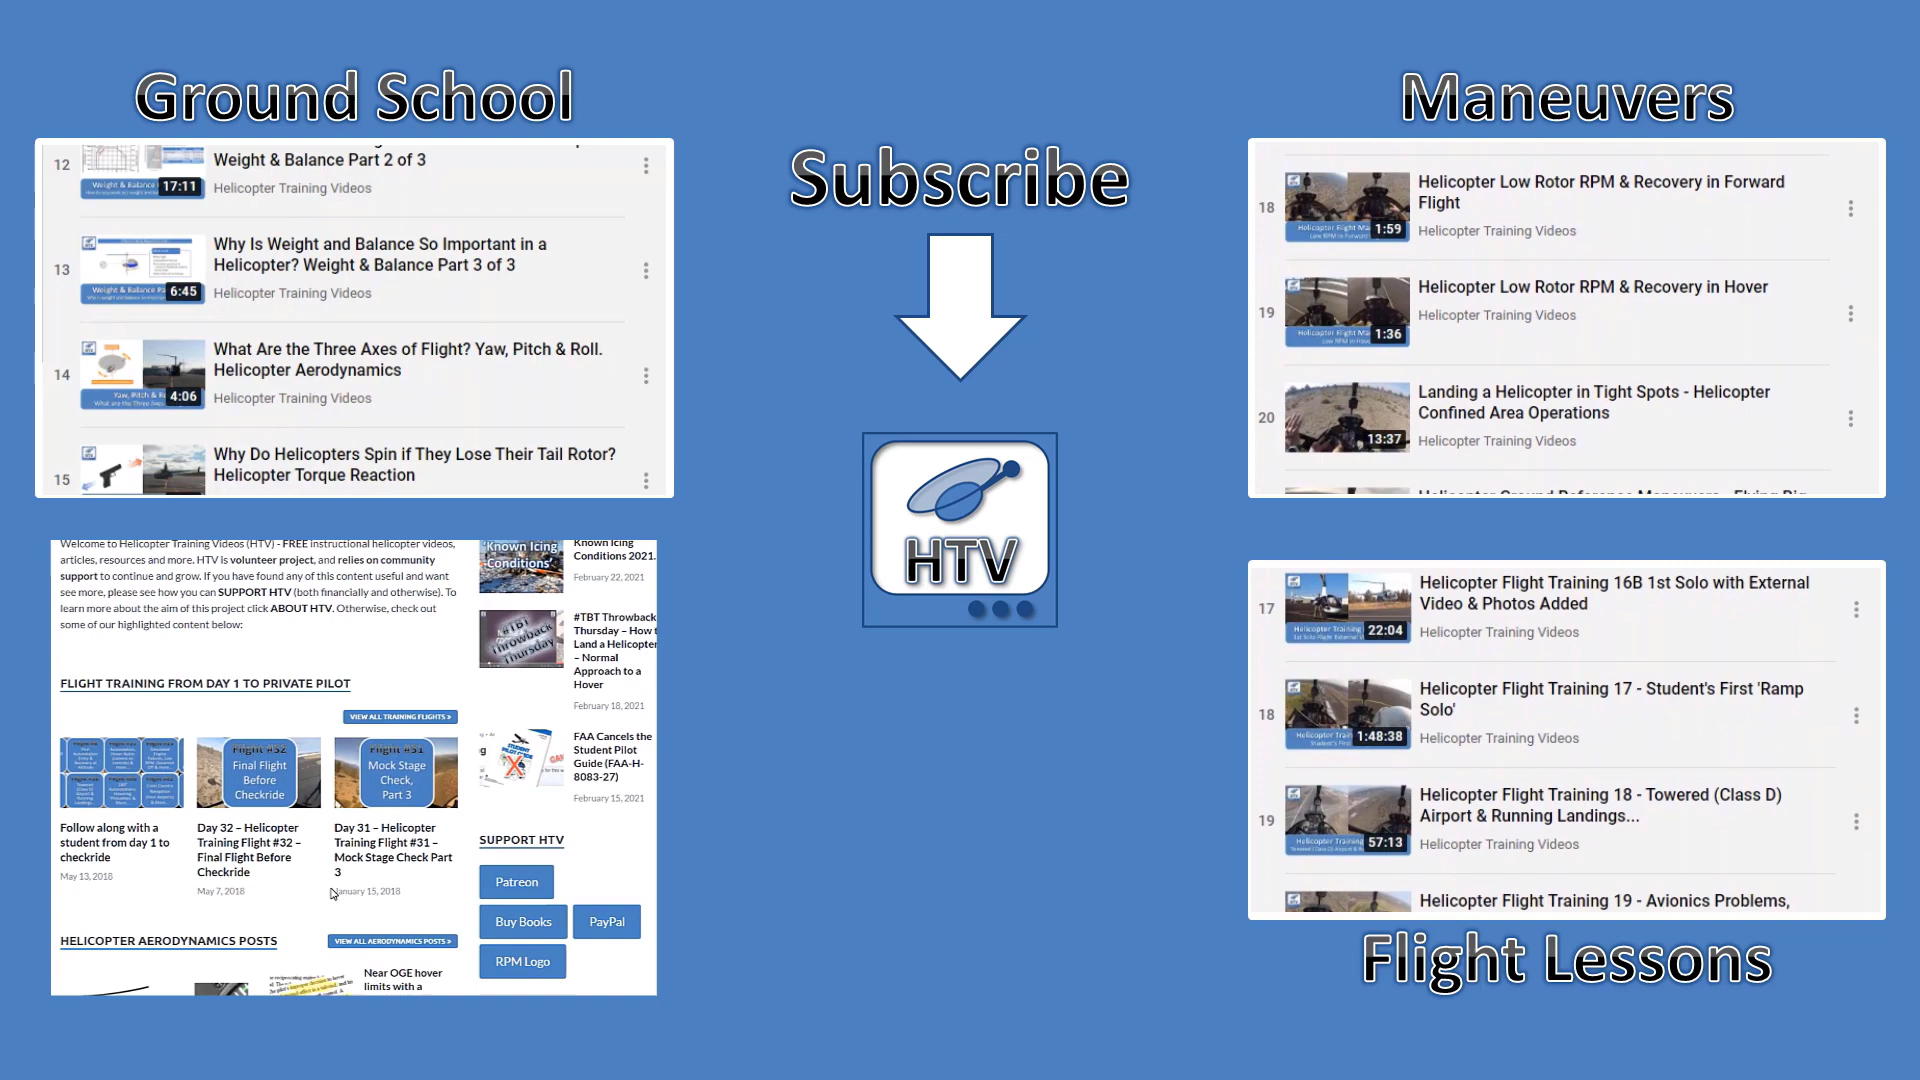 Ground School
12
Weight & Balance Part 2 of 3
17:11
Weight & Balance
Helicopter Training Videos
13
Why Is Weight and Balance So Important in a
Helicopter? Weight & Balance Part 3 of 3
6:45
Helicopter Training Videos
14
What Are the Three Axes of Flight? Yaw, Pitch & Roll.
Helicopter Aerodynamics
4:06
Helicopter Training Videos
15
Why Do Helicopters Spin if They Lose Their Tail Rotor?
Helicopter Torque Reaction
Subscribe
HTV
Maneuvers
18
Helicopter Low Rotor RPM & Recovery in Forward
Flight
1:59
Helicopter Training Videos
19
Helicopter Low Rotor RPM & Recovery in Hover
1:36
Helicopter Training Videos
20
Landing a Helicopter in Tight Spots - Helicopter
Confined Area Operations
13:37
Helicopter Training Videos
Welcome to Helicopter Training Videos (HTV) - FREE instructional helicopter videos,
articles, resources and more. HTV is volunteer project, and relies on community
support to continue and grow. If you have found any of this content useful and want
see more, please see how you can SUPPORT HTV (both financially and otherwise). To
learn more about the aim of this project click ABOUT HTV. Otherwise, check out
some of our highlighted content below:
FLIGHT TRAINING FROM DAY 1 TO PRIVATE PILOT
VIEW ALL TRAINING FLIGHTS »
Flight #32
Final Flight
Before
Checkride
Flight #31
Mock Stage
Check,
Part 3
Follow along with a
student from day 1 to
checkride
May 13, 2018
Day 32 – Helicopter
Training Flight #32 –
Final Flight Before
Checkride
May 7, 2018
Day 31 – Helicopter
Training Flight #31 –
Mock Stage Check Part
3
January 15, 2018
HELICOPTER AERODYNAMICS POSTS
VIEW ALL AERODYNAMICS POSTS »
Near OGE hover
limits with a
Known Icing
Conditions
Known Icing
Conditions 2021.
February 22, 2021
#TBT
Throwback
Thursday
#TBT Throwback
Thursday – How t
Land a Helicopter
– Normal
Approach to a
Hover
February 18, 2021
STUDENT
PILOT GUIDE
FAA Cancels the
Student Pilot
Guide (FAA-H-
8083-27)
February 15, 2021
SUPPORT HTV
Patreon
Buy Books
PayPal
RPM Logo
17
Helicopter Flight Training 16B 1st Solo with External
Video & Photos Added
22:04
Helicopter Training Videos
18
Helicopter Flight Training 17 - Student's First 'Ramp
Solo'
1:48:38
Helicopter Training Videos
19
Helicopter Flight Training 18 - Towered (Class D)
Airport & Running Landings...
57:13
Helicopter Training Videos
Helicopter Flight Training 19 - Avionics Problems,
Flight Lessons